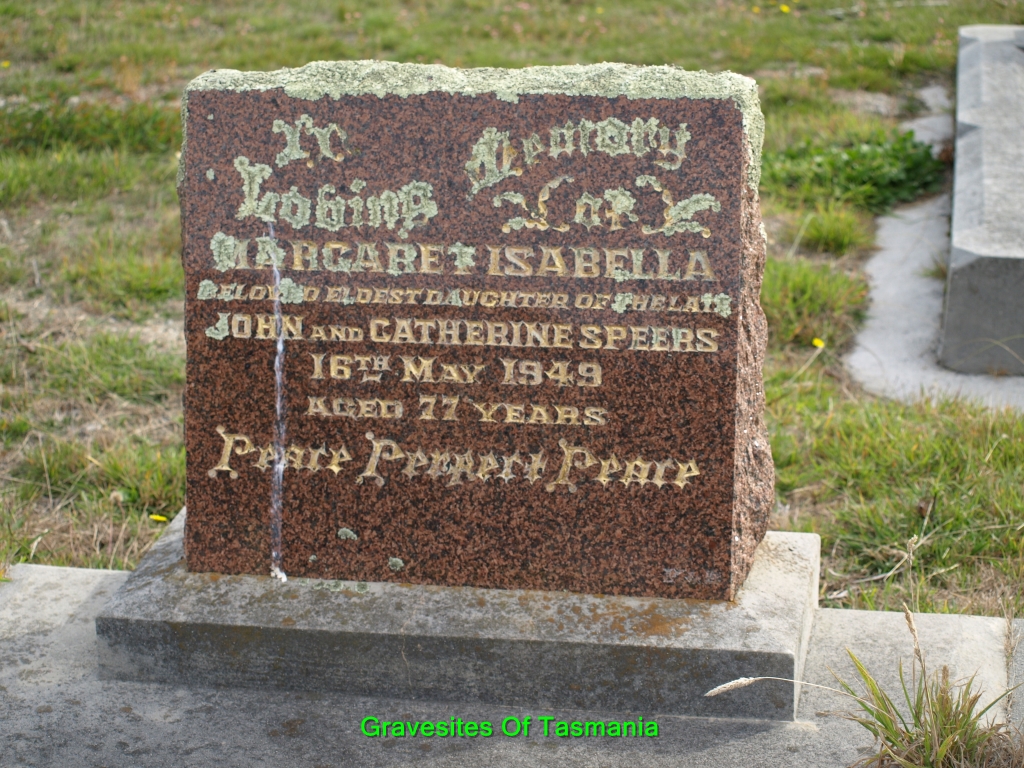 In Memory
Loving Of
MARGARET ISABELLA
BELOVED ELDEST DAUGHTER OF THE LATE
JOHN AND CATHERINE SPEERS
16TH MAY 1949
AGED 77 YEARS
Peace Perfect Peace
Gravesites Of Tasmania